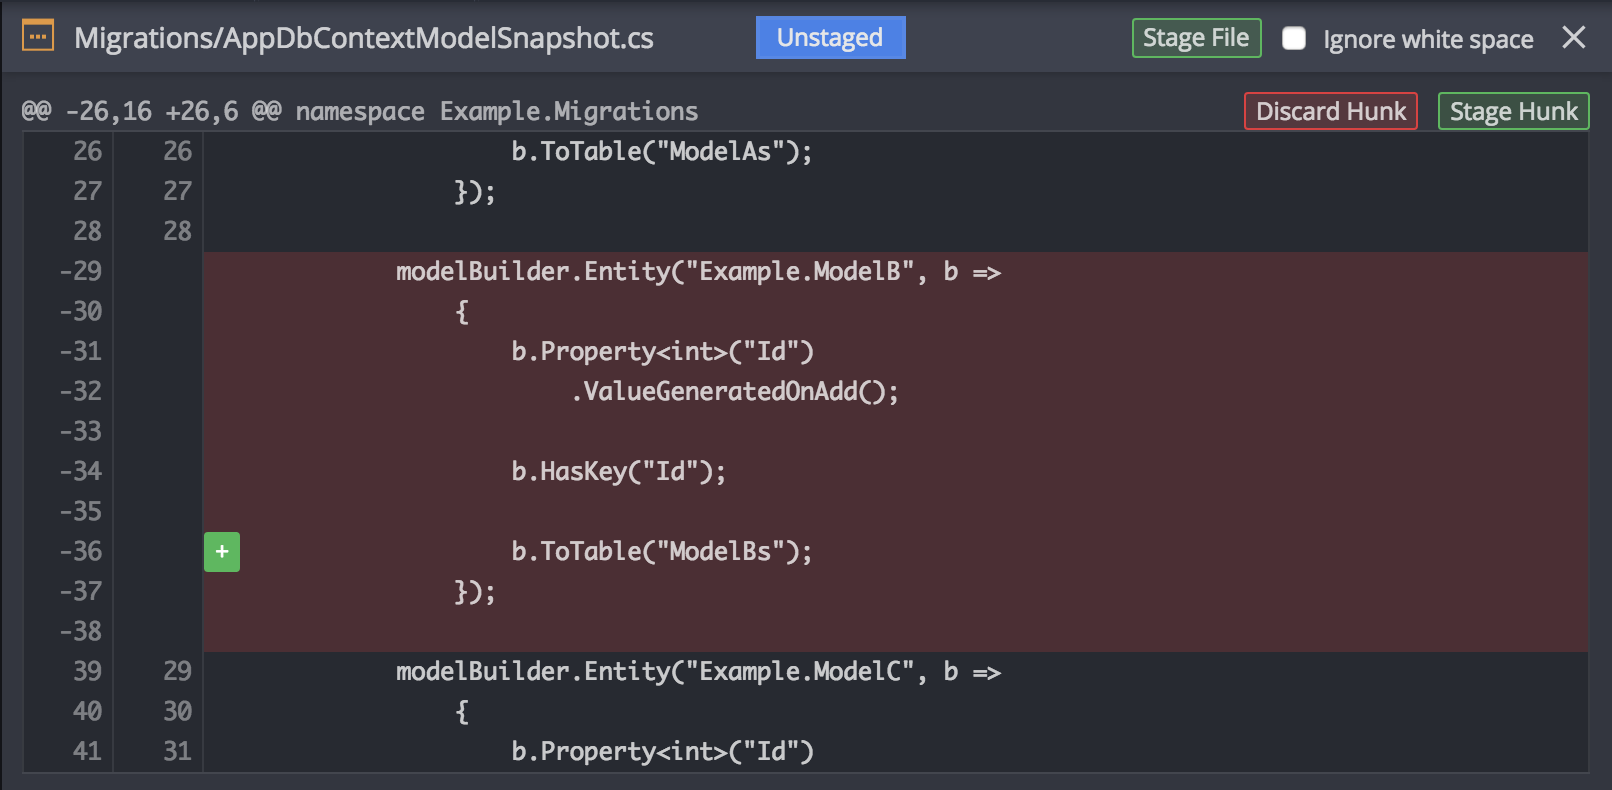 Migrations/AppDbContextModelSnapshot.cs Unstaged Stage File Ignore white space
@@ -26,16 +26,6 @@ namespace Example.Migrations Discard Hunk Stage Hunk
26 26 b.ToTable("ModelAs");
27 27 });
28 28
-29 modelBuilder.Entity("Example.ModelB", b =>
-30 {
-31 b.Property<int>("Id")
-32 .ValueGeneratedOnAdd();
-33
-34 b.HasKey("Id");
-35
-36 + b.ToTable("ModelBs");
-37 });
-38
39 29 modelBuilder.Entity("Example.ModelC", b =>
40 30 {
41 31 b.Property<int>("Id")